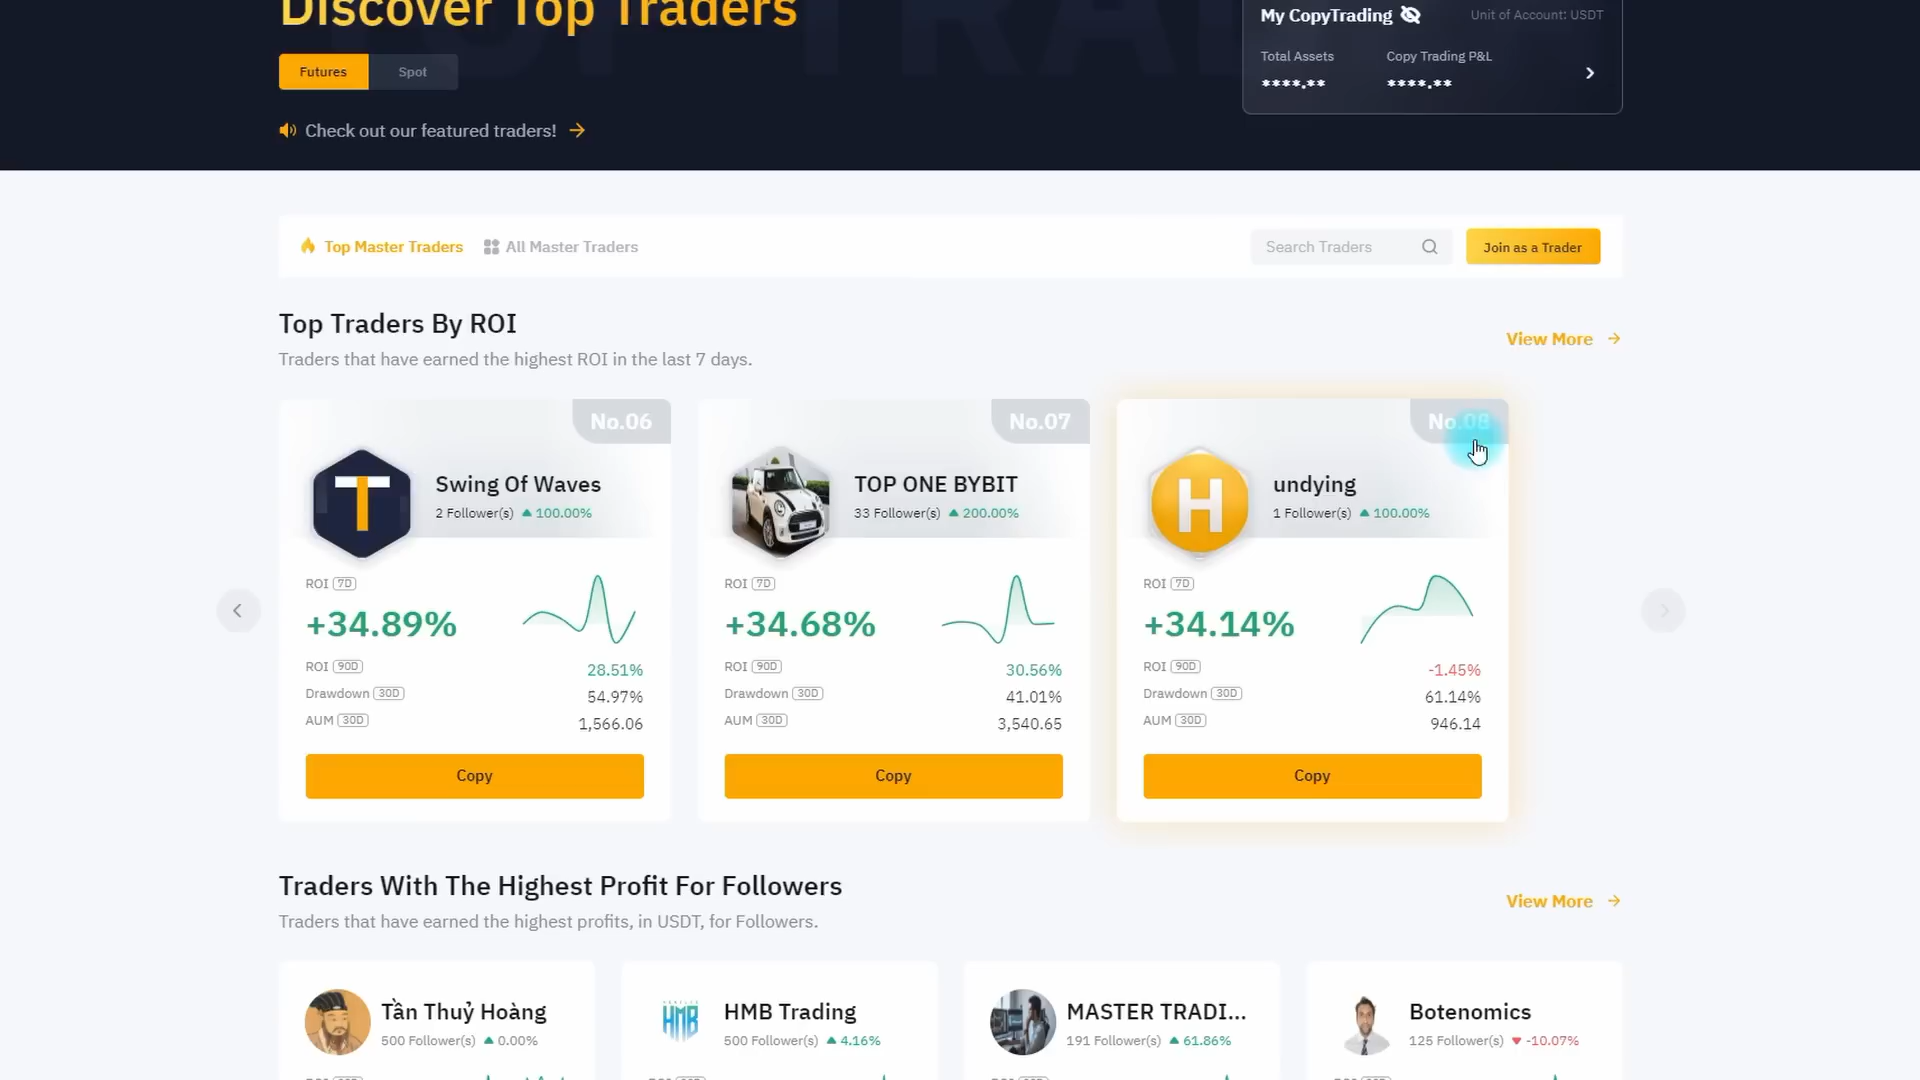 Discover Top Traders
My CopyTrading
Unit of Account: USDT
Total Assets
Copy Trading P&L
****.**
****.**
Futures
Spot
Check out our featured traders!
Top Master Traders
All Master Traders
Search Traders
Join as a Trader
Top Traders By ROI
Traders that have earned the highest ROI in the last 7 days.
View More
No.06
T
Swing Of Waves
2 Follower(s) 100.00%
ROI 7D
+34.89%
ROI 90D 28.51%
Drawdown 30D 54.97%
AUM 30D 1,566.06
Copy
No.07
TOP ONE BYBIT
33 Follower(s) 200.00%
ROI 7D
+34.68%
ROI 90D 30.56%
Drawdown 30D 41.01%
AUM 30D 3,540.65
Copy
No.08
H
undying
1 Follower(s) 100.00%
ROI 7D
+34.14%
ROI 90D -1.45%
Drawdown 30D 61.14%
AUM 30D 946.14
Copy
Traders With The Highest Profit For Followers
Traders that have earned the highest profits, in USDT, for Followers.
View More
Tần Thuỷ Hoàng
500 Follower(s) 0.00%
HMB
HMB Trading
500 Follower(s) 4.16%
MASTER TRADI...
191 Follower(s) 61.86%
Botenomics
125 Follower(s) -10.07%